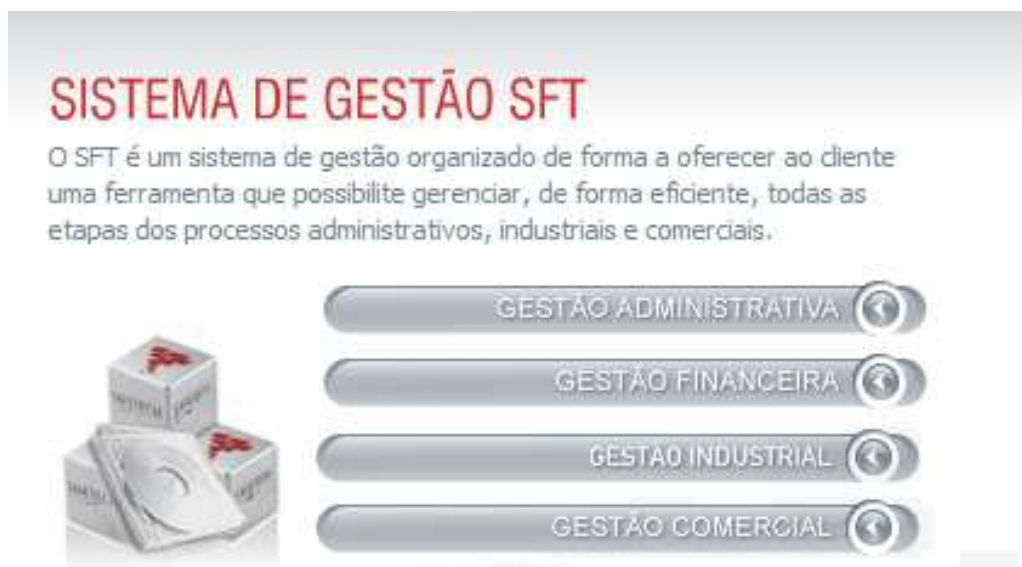 SISTEMA DE GESTÃO SFT
O SFT é um sistema de gestão organizado de forma a oferecer ao cliente
uma ferramenta que possibilite gerenciar, de forma eficiente, todas as
etapas dos processos administrativos, industriais e comerciais.
GESTÃO ADMINISTRATIVA
GESTÃO FINANCEIRA
GESTAO INDUSTRIAL
GESTÃO COMERCIAL